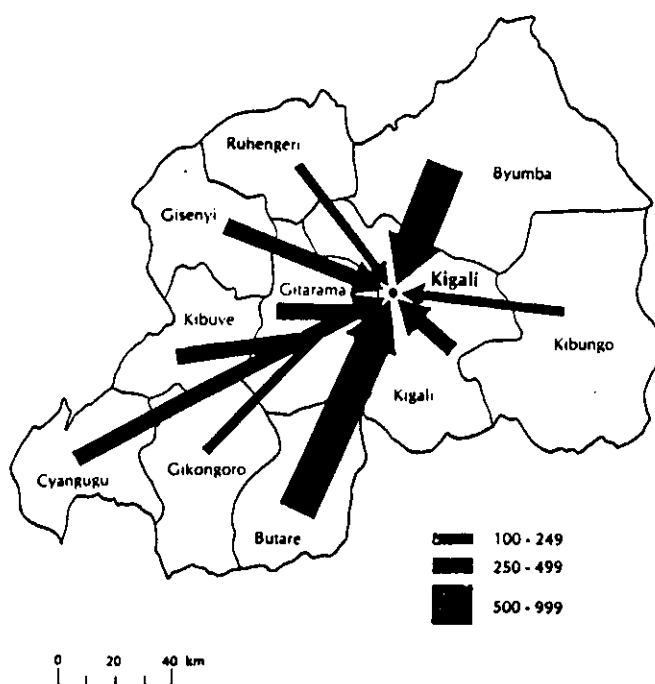 Ruhengeri
Byumba
Gisenyi
Kigali
Gitarama
Kibuye
Kibungo
Kigali
Gikongoro
Cyangugu
Butare
100 - 249
250 - 499
500 - 999
0 20 40 km